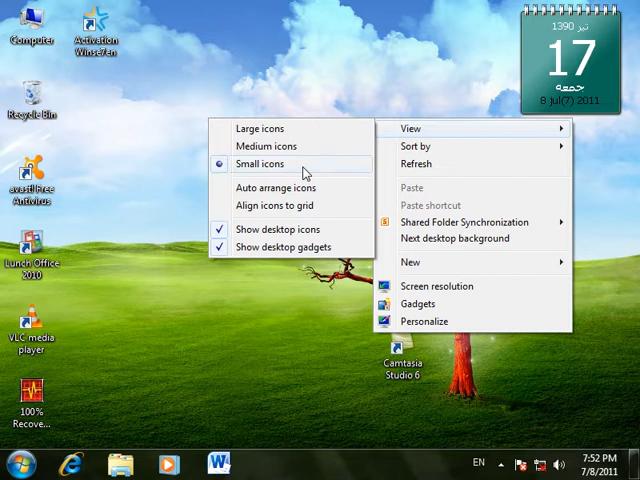 Computer
Activation
Winse7en
Recycle Bin
avast! Free
Antivirus
Lunch Office
2010
VLC media
player
100%
Recove...
تیر 1390
17
جمعه
8 jul(7) 2011
Large icons
Medium icons
Small icons
Auto arrange icons
Align icons to grid
Show desktop icons
Show desktop gadgets
View
Sort by
Refresh
Paste
Paste shortcut
Shared Folder Synchronization
Next desktop background
New
Screen resolution
Gadgets
Personalize
Camtasia
Studio 6
EN
7:52 PM
7/8/2011